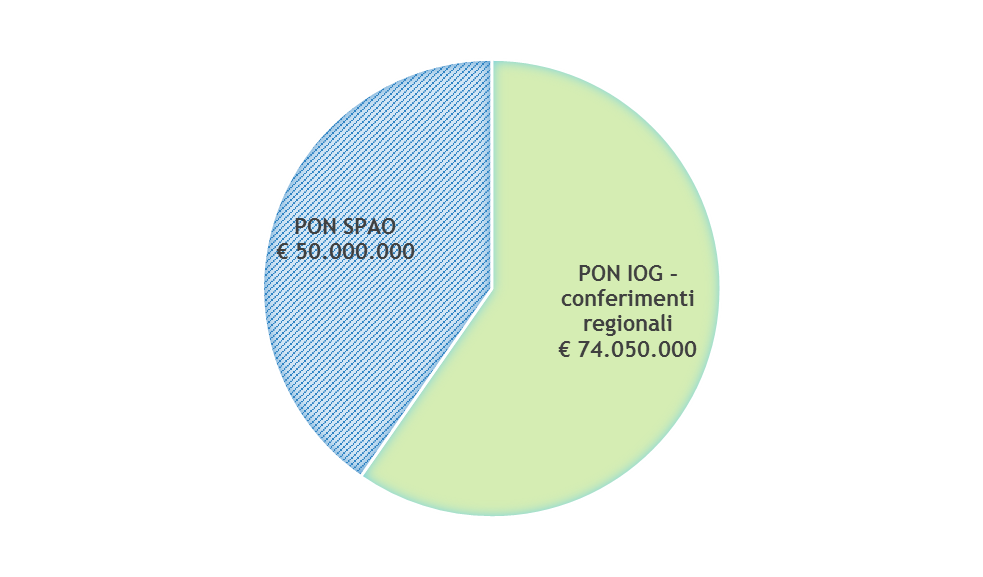 PON SPAO
€ 50.000.000
PON IOG –
conferimenti
regionali
€ 74.050.000